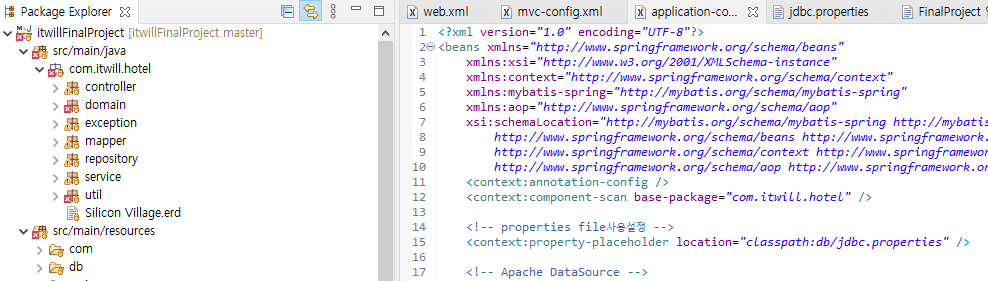 Package Explorer
itwillFinalProject [itwillFinalProject master]
src/main/java
com.itwill.hotel
controller
domain
exception
mapper
repository
service
util
Silicon Village.erd
src/main/resources
com
db
web.xml
mvc-config.xml
application-co...
jdbc.properties
1 <?xml version="1.0" encoding="UTF-8"?>
2 <beans xmlns="http://www.springframework.org/schema/beans"
3 xmlns:xsi="http://www.w3.org/2001/XMLSchema-instance"
4 xmlns:context="http://www.springframework.org/schema/context"
5 xmlns:mybatis-spring="http://mybatis.org/schema/mybatis-spring"
6 xmlns:aop="http://www.springframework.org/schema/aop"
7 xsi:schemaLocation="http://mybatis.org/schema/mybatis-spring http://mybatis
8 http://www.springframework.org/schema/beans http://www.springframework.
9 http://www.springframework.org/schema/context http://www.springframewor
10 http://www.springframework.org/schema/aop http://www.springframework.or
11 <context:annotation-config />
12 <context:component-scan base-package="com.itwill.hotel" />
13
14 <!-- properties file사용설정 -->
15 <context:property-placeholder location="classpath:db/jdbc.properties" />
16
17 <!-- Apache DataSource -->